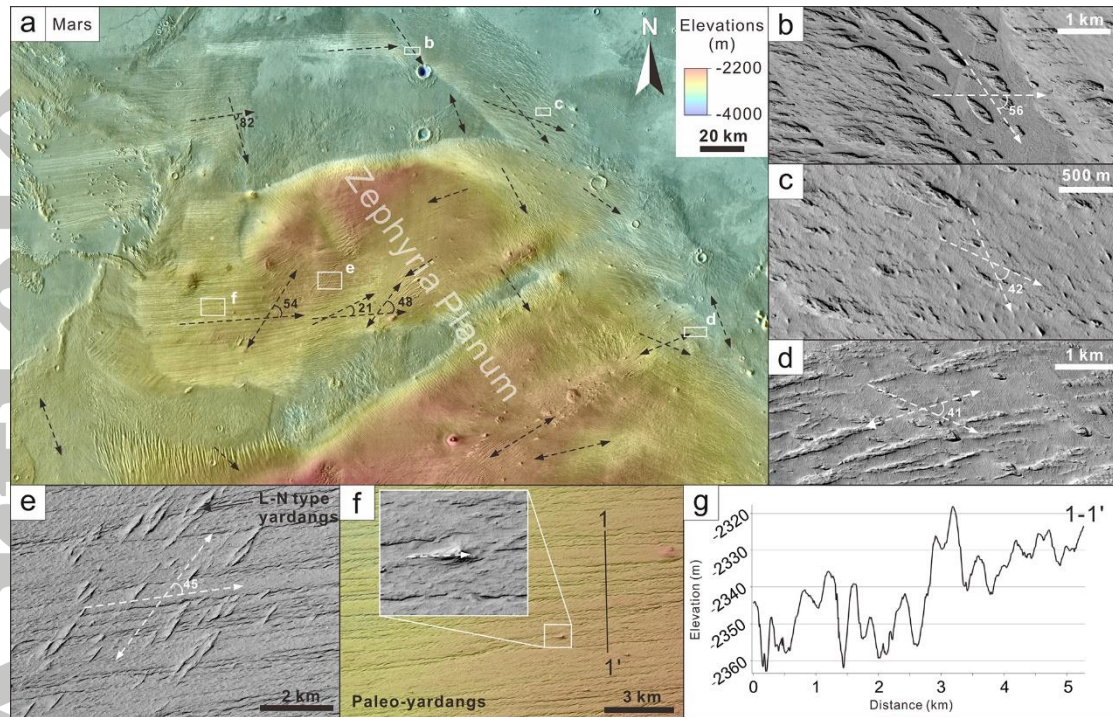 a
Mars
N
Elevations
(m)
-2200
-4000
20 km
b
c
82
Zephyria Planum
e
f
54
21
48
d
b
1 km
56
c
500 m
42
d
1 km
41
e
L-N type
yardangs
45
2 km
f
1
1'
Paleo-yardangs
3 km
g
1-1'
Elevation (m)
-2320
-2330
-2340
-2350
-2360
0
1
2
3
4
5
Distance (km)